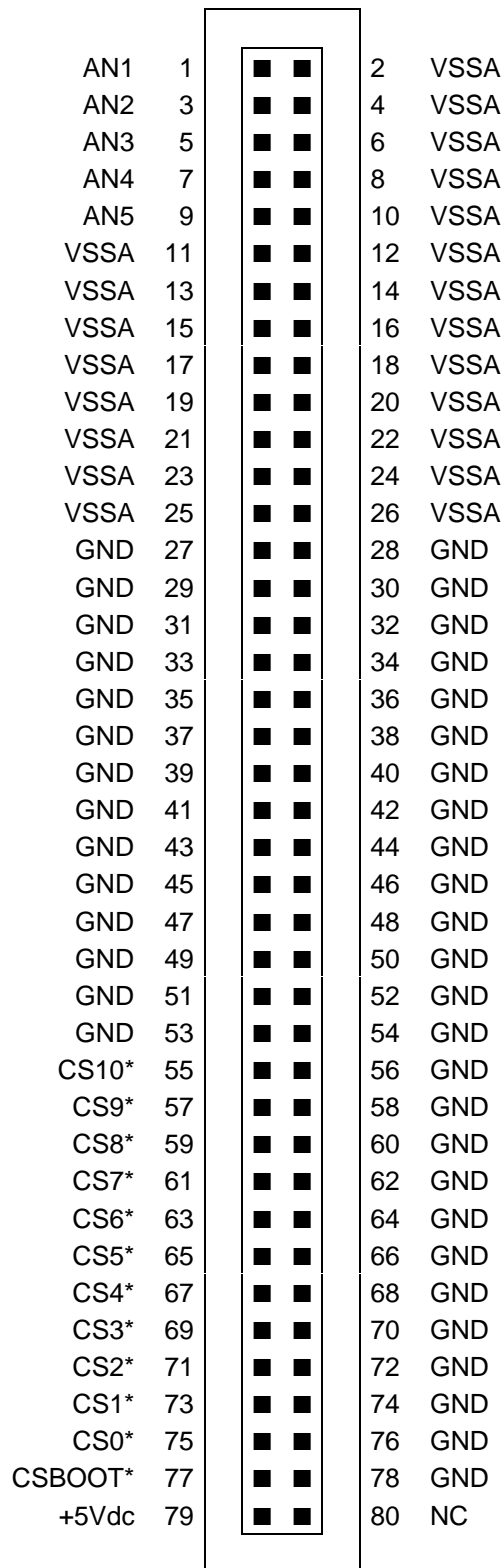 AN1 1 2 VSSA
AN2 3 4 VSSA
AN3 5 6 VSSA
AN4 7 8 VSSA
AN5 9 10 VSSA
VSSA 11 12 VSSA
VSSA 13 14 VSSA
VSSA 15 16 VSSA
VSSA 17 18 VSSA
VSSA 19 20 VSSA
VSSA 21 22 VSSA
VSSA 23 24 VSSA
VSSA 25 26 VSSA
GND 27 28 GND
GND 29 30 GND
GND 31 32 GND
GND 33 34 GND
GND 35 36 GND
GND 37 38 GND
GND 39 40 GND
GND 41 42 GND
GND 43 44 GND
GND 45 46 GND
GND 47 48 GND
GND 49 50 GND
GND 51 52 GND
GND 53 54 GND
CS10* 55 56 GND
CS9* 57 58 GND
CS8* 59 60 GND
CS7* 61 62 GND
CS6* 63 64 GND
CS5* 65 66 GND
CS4* 67 68 GND
CS3* 69 70 GND
CS2* 71 72 GND
CS1* 73 74 GND
CS0* 75 76 GND
CSBOOT* 77 78 GND
+5Vdc 79 80 NC